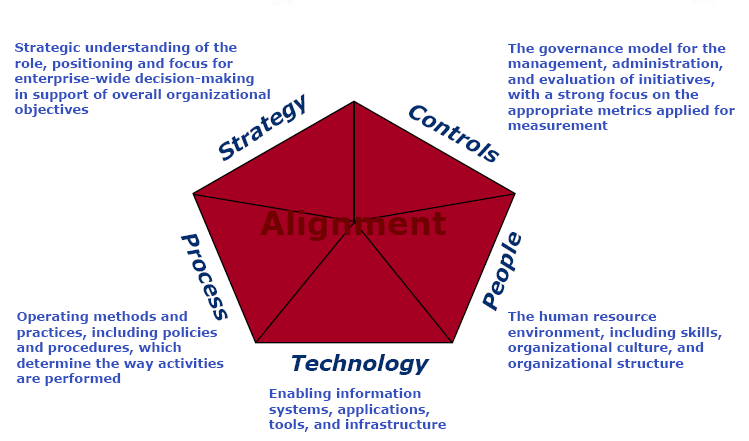 Strategic understanding of the
role, positioning and focus for
enterprise-wide decision-making
in support of overall organizational
objectives
The governance model for the
management, administration,
and evaluation of initiatives,
with a strong focus on the
appropriate metrics applied for
measurement
Strategy
Controls
Alignment
Process
People
Operating methods and
practices, including policies
and procedures, which
determine the way activities
are performed
The human resource
environment, including skills,
organizational culture, and
organizational structure
Technology
Enabling information
systems, applications,
tools, and infrastructure